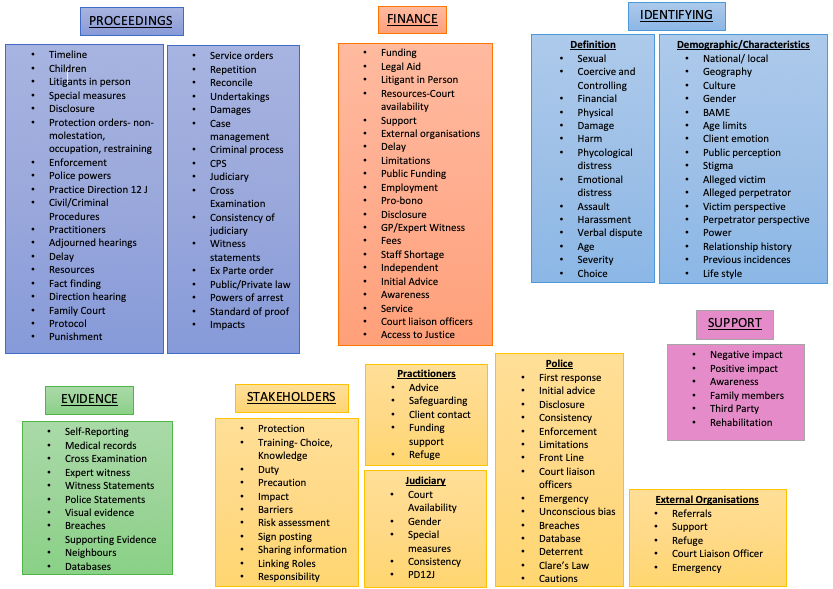 PROCEEDINGS
• Timeline
• Children
• Litigants in person
• Special measures
• Disclosure
• Protection orders- non-
molestation,
occupation, restraining
• Enforcement
• Police powers
• Practice Direction 12 J
• Civil/Criminal
Procedures
• Practitioners
• Adjourned hearings
• Delay
• Resources
• Fact finding
• Direction hearing
• Family Court
• Protocol
• Punishment
• Service orders
• Repetition
• Reconcile
• Undertakings
• Damages
• Case
management
• Criminal process
• CPS
• Judiciary
• Cross
Examination
• Consistency of
judiciary
• Witness
statements
• Ex Parte order
• Public/Private law
• Powers of arrest
• Standard of proof
• Impacts
FINANCE
• Funding
• Legal Aid
• Litigant in Person
• Resources-Court
availability
• Support
• External organisations
• Delay
• Limitations
• Public Funding
• Employment
• Pro-bono
• Disclosure
• GP/Expert Witness
• Fees
• Staff Shortage
• Independent
• Initial Advice
• Awareness
• Service
• Court liaison officers
• Access to Justice
IDENTIFYING
Definition
• Sexual
• Coercive and
Controlling
• Financial
• Physical
• Damage
• Harm
• Phycological
distress
• Emotional
distress
• Assault
• Harassment
• Verbal dispute
• Age
• Severity
• Choice
Demographic/Characteristics
• National/ local
• Geography
• Culture
• Gender
• BAME
• Age limits
• Client emotion
• Public perception
• Stigma
• Alleged victim
• Alleged perpetrator
• Victim perspective
• Perpetrator perspective
• Power
• Relationship history
• Previous incidences
• Life style
SUPPORT
• Negative impact
• Positive impact
• Awareness
• Family members
• Third Party
• Rehabilitation
EVIDENCE
• Self-Reporting
• Medical records
• Cross Examination
• Expert witness
• Witness Statements
• Police Statements
• Visual evidence
• Breaches
• Supporting Evidence
• Neighbours
• Databases
STAKEHOLDERS
• Protection
• Training- Choice,
Knowledge
• Duty
• Precaution
• Impact
• Barriers
• Risk assessment
• Sign posting
• Sharing information
• Linking Roles
• Responsibility
Practitioners
• Advice
• Safeguarding
• Client contact
• Funding
support
• Refuge
Judiciary
• Court
Availability
• Gender
• Special
measures
• Consistency
• PD12J
Police
• First response
• Initial advice
• Disclosure
• Consistency
• Enforcement
• Limitations
• Front Line
• Court liaison
officers
• Emergency
• Unconscious bias
• Breaches
• Database
• Deterrent
• Clare's Law
• Cautions
External Organisations
• Referrals
• Support
• Refuge
• Court Liaison Officer
• Emergency